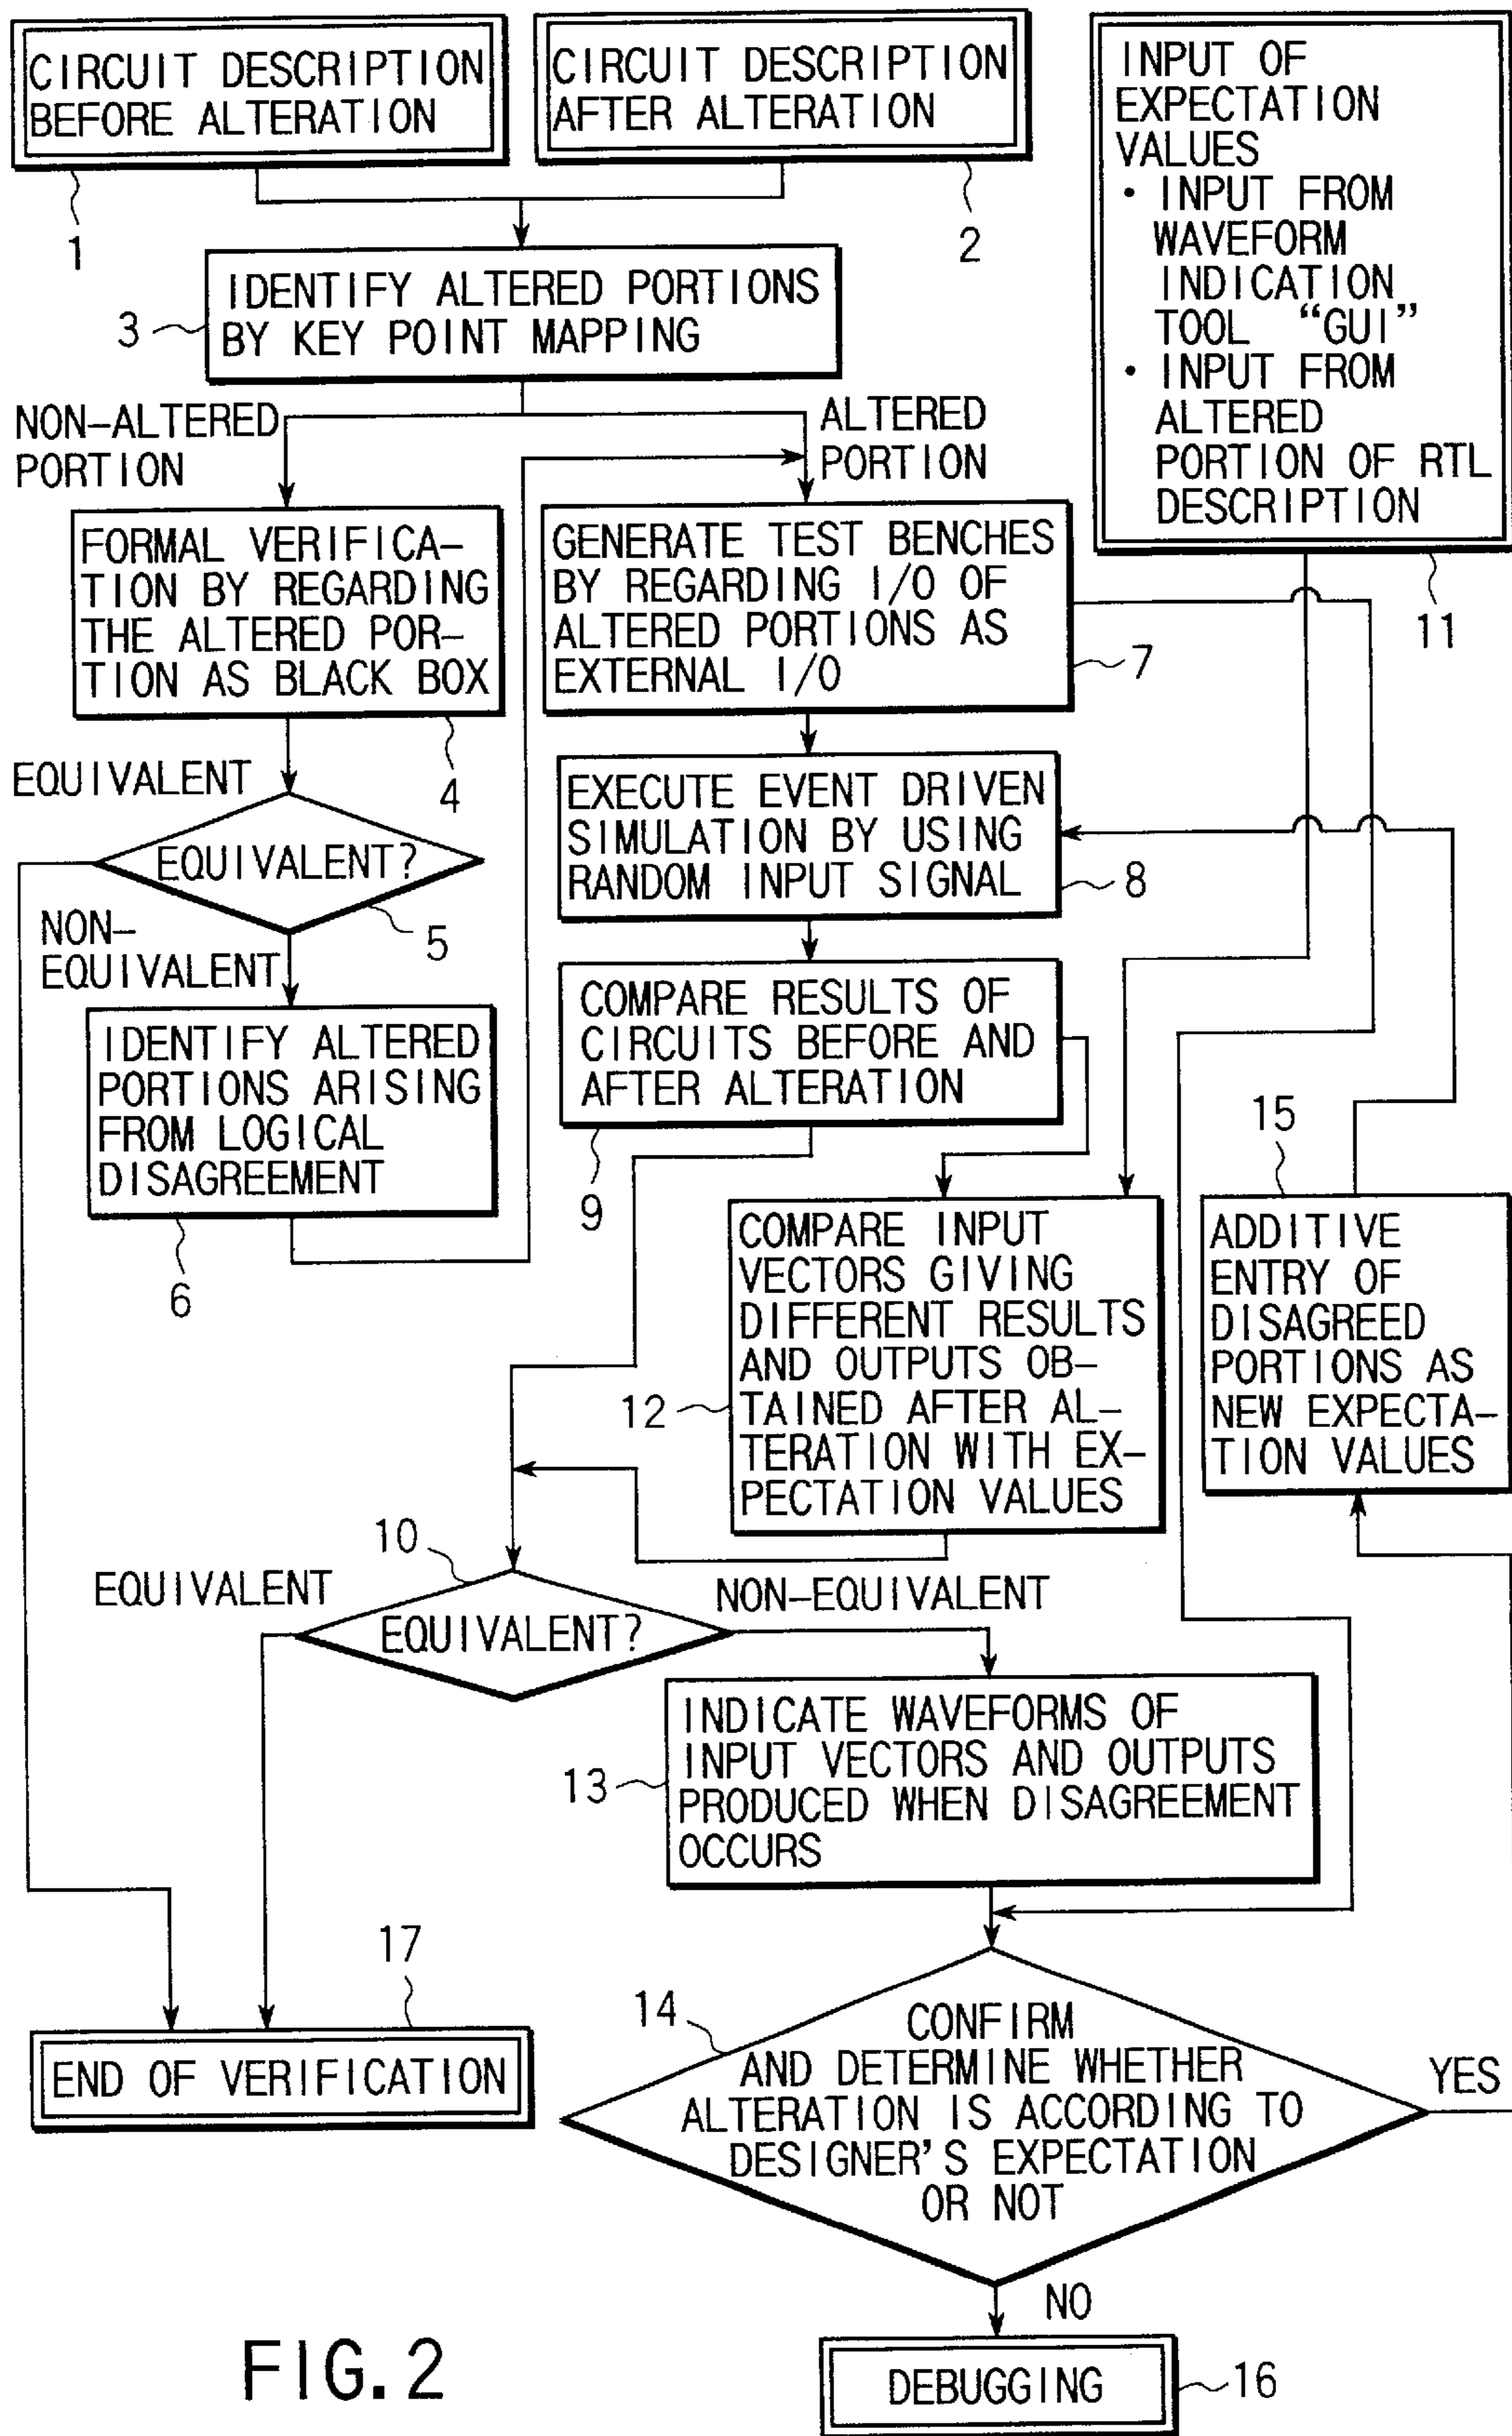 CIRCUIT DESCRIPTION
BEFORE ALTERATION
1
CIRCUIT DESCRIPTION
AFTER ALTERATION
2
INPUT OF
EXPECTATION
VALUES
• INPUT FROM
WAVEFORM
INDICATION
TOOL “GUI”
• INPUT FROM
ALTERED
PORTION OF RTL
DESCRIPTION
11
IDENTIFY ALTERED PORTIONS
BY KEY POINT MAPPING
3
NON-ALTERED
PORTION
ALTERED
PORTION
FORMAL VERIFICA-
TION BY REGARDING
THE ALTERED POR-
TION AS BLACK BOX
4
GENERATE TEST BENCHES
BY REGARDING I/O OF
ALTERED PORTIONS AS
EXTERNAL I/O
7
EQUIVALENT
EQUIVALENT?
5
NON-
EQUIVALENT
EXECUTE EVENT DRIVEN
SIMULATION BY USING
RANDOM INPUT SIGNAL
8
IDENTIFY ALTERED
PORTIONS ARISING
FROM LOGICAL
DISAGREEMENT
6
COMPARE RESULTS OF
CIRCUITS BEFORE AND
AFTER ALTERATION
9
COMPARE INPUT
VECTORS GIVING
DIFFERENT RESULTS
AND OUTPUTS OB-
TAINED AFTER AL-
TERATION WITH EX-
PECTATION VALUES
12
15
ADDITIVE
ENTRY OF
DISAGREED
PORTIONS AS
NEW EXPECTA-
TION VALUES
10
EQUIVALENT
EQUIVALENT?
NON-EQUIVALENT
INDICATE WAVEFORMS OF
INPUT VECTORS AND OUTPUTS
PRODUCED WHEN DISAGREEMENT
OCCURS
13
17
END OF VERIFICATION
14
CONFIRM
AND DETERMINE WHETHER
ALTERATION IS ACCORDING TO
DESIGNER'S EXPECTATION
OR NOT
YES
NO
DEBUGGING
16
FIG. 2